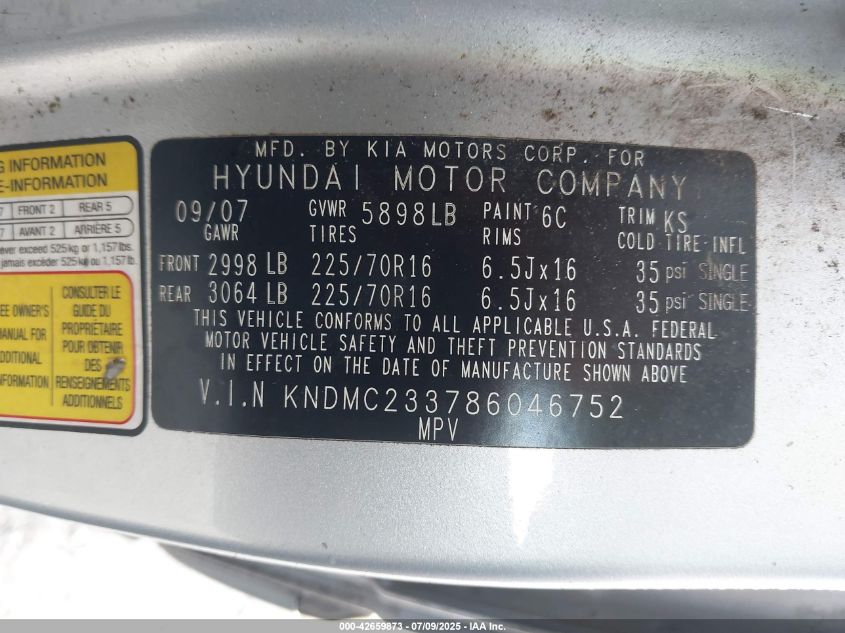 G INFORMATION
E-INFORMATION
7 FRONT 2 REAR 5
7 AVANT 2 ARRIÈRE 5
ever exceed 525 kg or 1,157 lbs.
jamais excéder 525 kg ou 1,157 lb.
EE OWNER'S
ANUAL FOR
DDITIONAL
NFORMATION
CONSULTER LE
GUIDE DU
PROPRIÉTAIRE
POUR OBTENIR
DES
RENSEIGNEMENTS
ADDITIONNELS
MFD. BY KIA MOTORS CORP. FOR
HYUNDAI MOTOR COMPANY
09/07 GVWR 5898LB PAINT 6C TRIM KS
GAWR TIRES RIMS COLD TIRE INFL
FRONT 2998 LB 225/70R16 6.5Jx16 35 psi SINGLE
REAR 3064 LB 225/70R16 6.5Jx16 35 psi SINGLE
THIS VEHICLE CONFORMS TO ALL APPLICABLE U.S.A. FEDERAL
MOTOR VEHICLE SAFETY AND THEFT PREVENTION STANDARDS
IN EFFECT ON THE DATE OF MANUFACTURE SHOWN ABOVE
V.I.N KNDMC233786046752
MPV
000-42659873 - 07/09/2025 - IAA Inc.